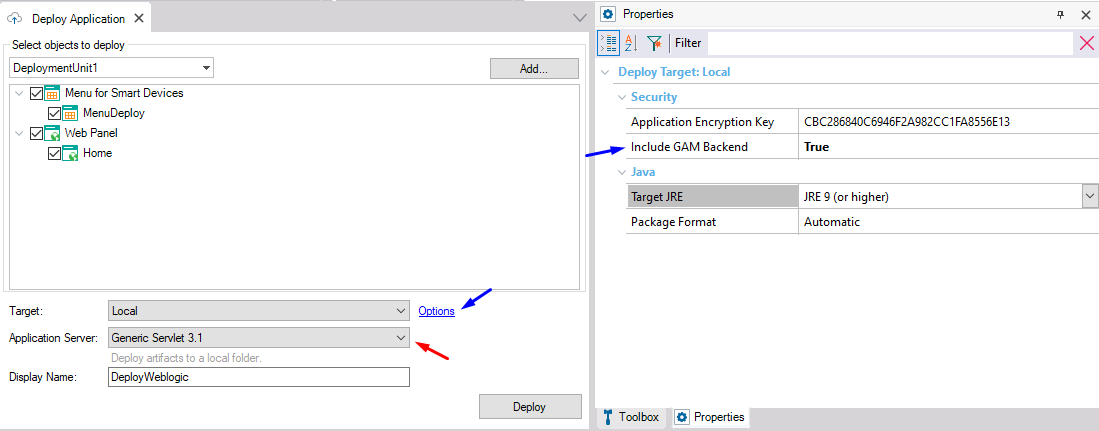 Deploy Application
Select objects to deploy
DeploymentUnit1
Add...
Menu for Smart Devices
MenuDeploy
Web Panel
Home
Target:
Local
Options
Application Server:
Generic Servlet 3.1
Deploy artifacts to a local folder.
Display Name:
DeployWeblogic
Deploy
Properties
Filter
Deploy Target: Local
Security
Application Encryption Key
CBC286840C6946F2A982CC1FA8556E13
Include GAM Backend
True
Java
Target JRE
JRE 9 (or higher)
Package Format
Automatic
Toolbox
Properties